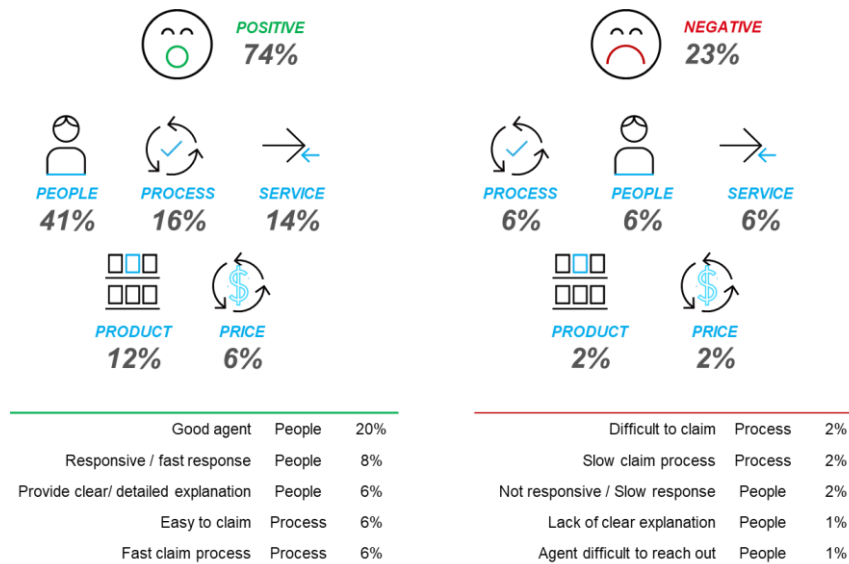 POSITIVE
74%
PEOPLE PROCESS SERVICE
41% 16% 14%
PRODUCT PRICE
12% 6%
Good agent People 20%
Responsive / fast response People 8%
Provide clear/ detailed explanation People 6%
Easy to claim Process 6%
Fast claim process Process 6%
NEGATIVE
23%
PROCESS PEOPLE SERVICE
6% 6% 6%
PRODUCT PRICE
2% 2%
Difficult to claim Process 2%
Slow claim process Process 2%
Not responsive / Slow response People 2%
Lack of clear explanation People 1%
Agent difficult to reach out People 1%